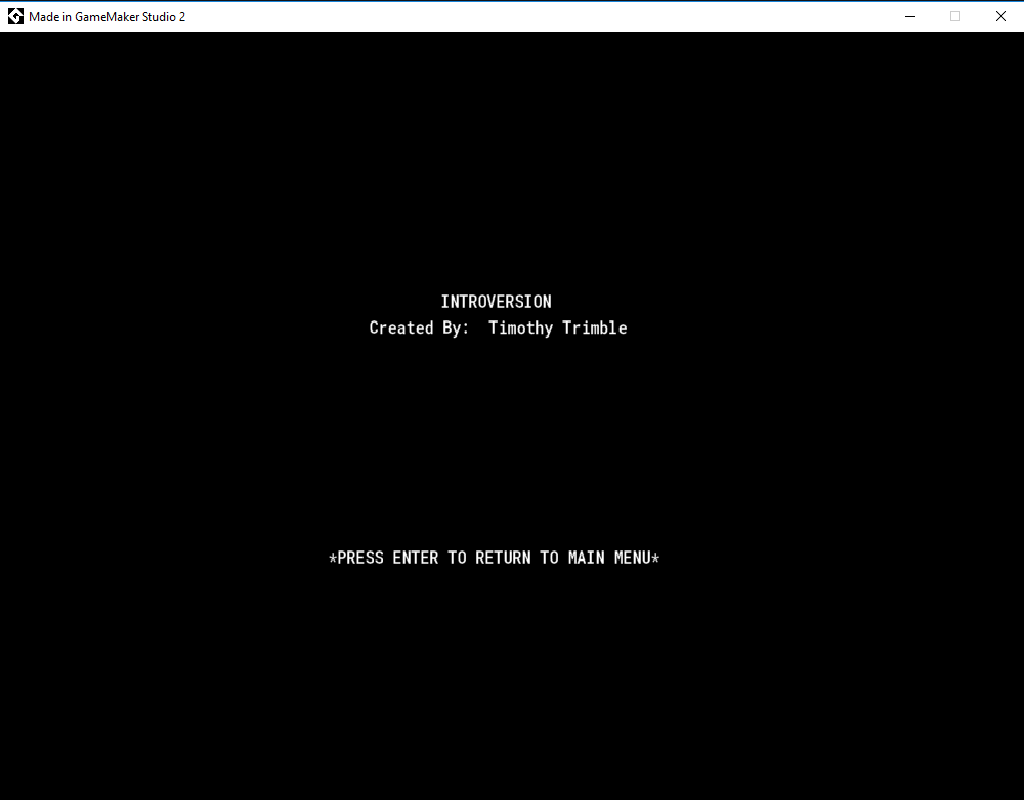 Made in GameMaker Studio 2
INTROVERSION
Created By:  Timothy Trimble
*PRESS ENTER TO RETURN TO MAIN MENU*